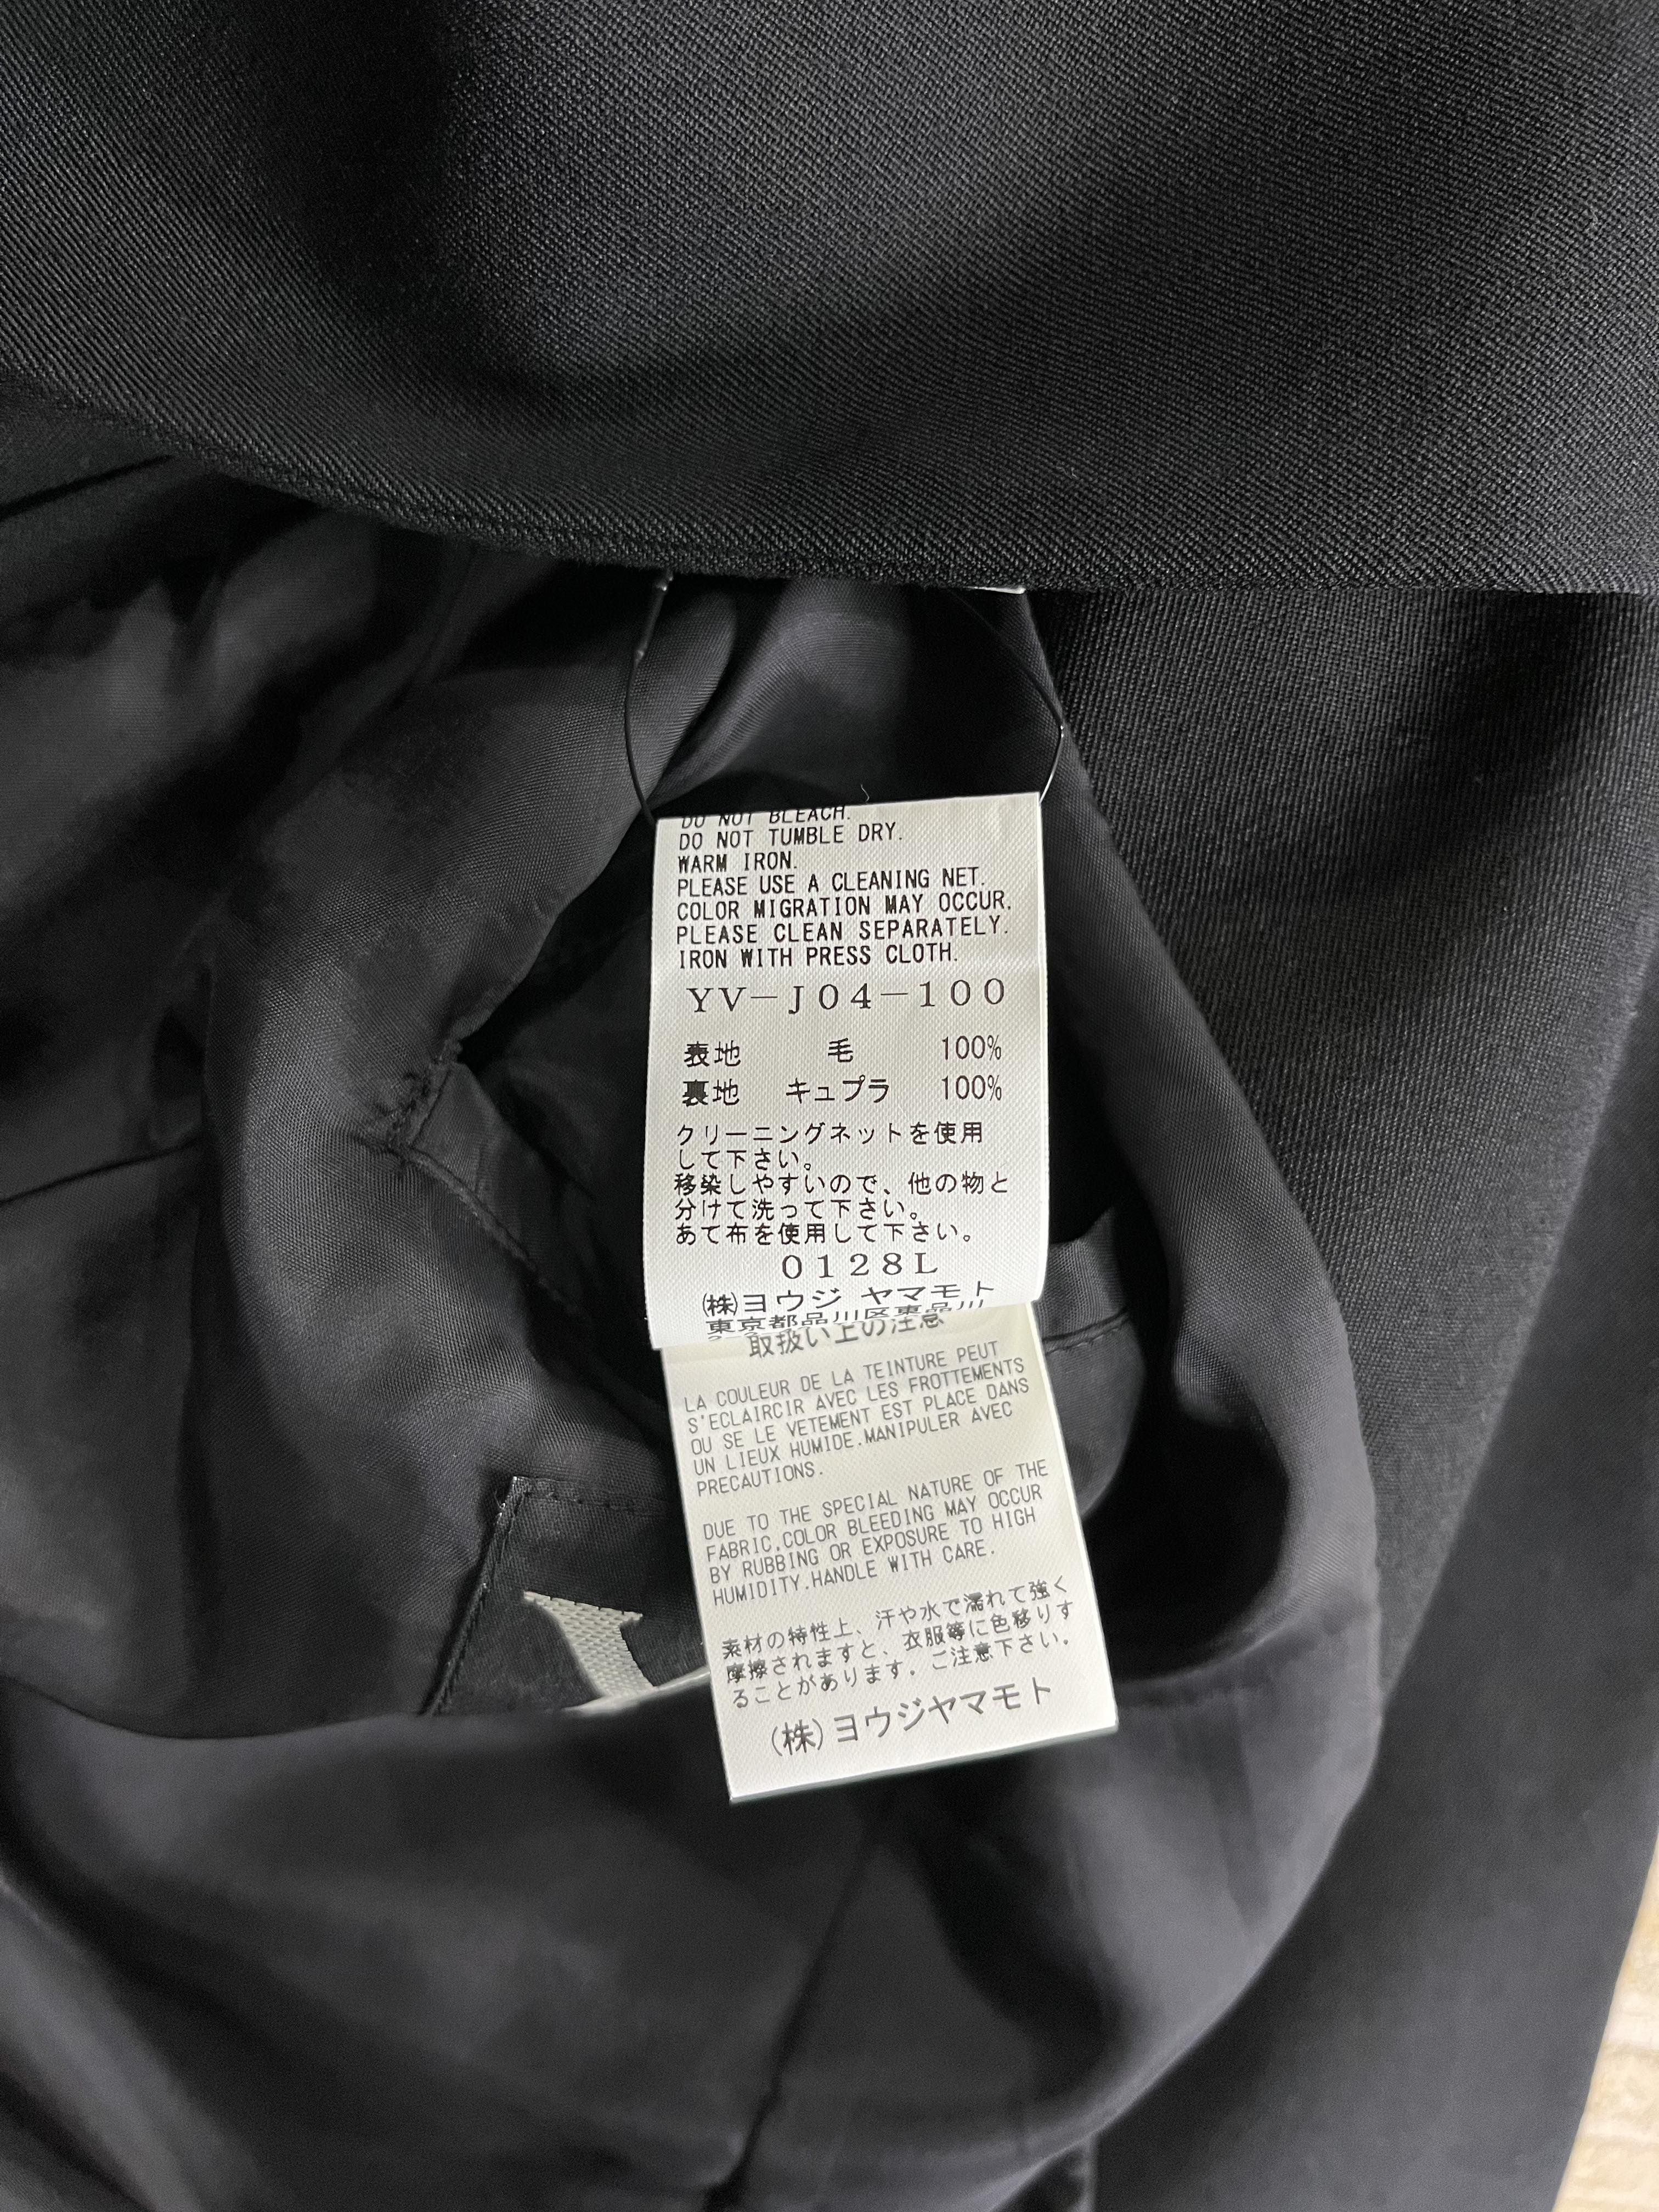 DO NOT BLEACH.
DO NOT TUMBLE DRY.
WARM IRON.
PLEASE USE A CLEANING NET.
COLOR MIGRATION MAY OCCUR.
PLEASE CLEAN SEPARATELY.
IRON WITH PRESS CLOTH.
YV-J04-100
表地 毛 100%
裏地 キュプラ 100%
クリーニングネットを使用
して下さい。
移染しやすいので、他の物と
分けて洗って下さい。
あて布を使用して下さい。
0128L
(株)ヨウジ ヤマモト
東京都品川区東品川
取扱い上の注意
LA COULEUR DE LA TEINTURE PEUT
S'ECLAIRCIR AVEC LES FROTTEMENTS
OU SE LE VETEMENT EST PLACE DANS
UN LIEUX HUMIDE.MANIPULER AVEC
PRECAUTIONS.
DUE TO THE SPECIAL NATURE OF THE
FABRIC,COLOR BLEEDING MAY OCCUR
BY RUBBING OR EXPOSURE TO HIGH
HUMIDITY.HANDLE WITH CARE.
素材の特性上、汗や水で濡れて強く
摩擦されますと、衣服等に色移りす
ることがあります。ご注意下さい。
(株)ヨウジヤマモト